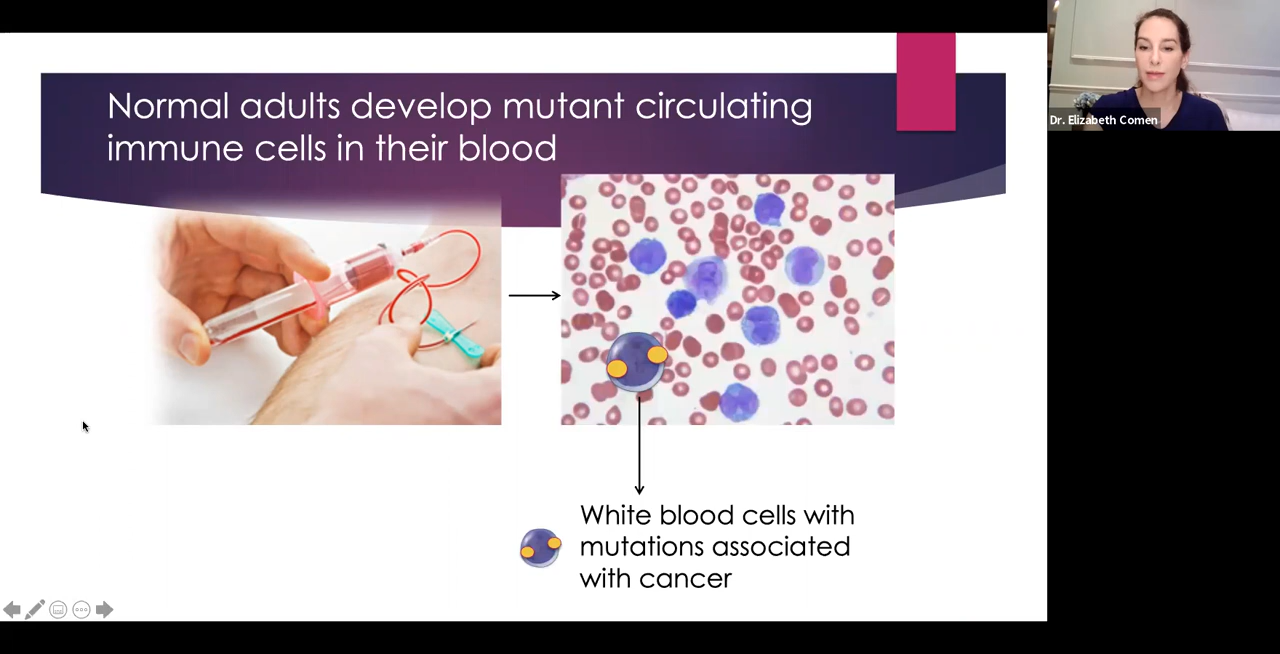 Normal adults develop mutant circulating
immune cells in their blood
Dr. Elizabeth Comen
White blood cells with
mutations associated
with cancer